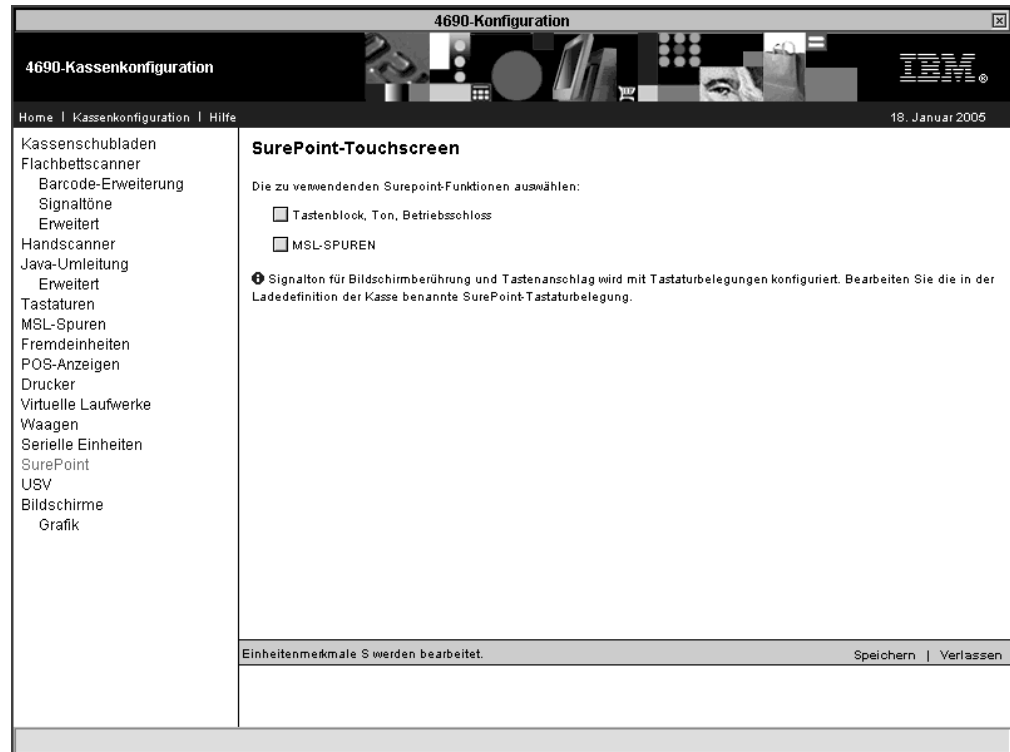 4690-Konfiguration
4690-Kassenkonfiguration
IBM®
Home | Kassenkonfiguration | Hilfe
18. Januar 2005
Kassenschubladen
Flachbettscanner
Barcode-Erweiterung
Signaltöne
Erweitert
Handscanner
Java-Umleitung
Erweitert
Tastaturen
MSL-Spuren
Fremdeinheiten
POS-Anzeigen
Drucker
Virtuelle Laufwerke
Waagen
Serielle Einheiten
SurePoint
USV
Bildschirme
Grafik
SurePoint-Touchscreen
Die zu verwendenden Surepoint-Funktionen auswählen:
Tastenblock, Ton, Betriebsschloss
MSL-SPUREN
Signalton für Bildschirmberührung und Tastenanschlag wird mit Tastaturbelegungen konfiguriert. Bearbeiten Sie die in der
Ladedefinition der Kasse benannte SurePoint-Tastaturbelegung.
Einheitenmerkmale S werden bearbeitet.
Speichern | Verlassen